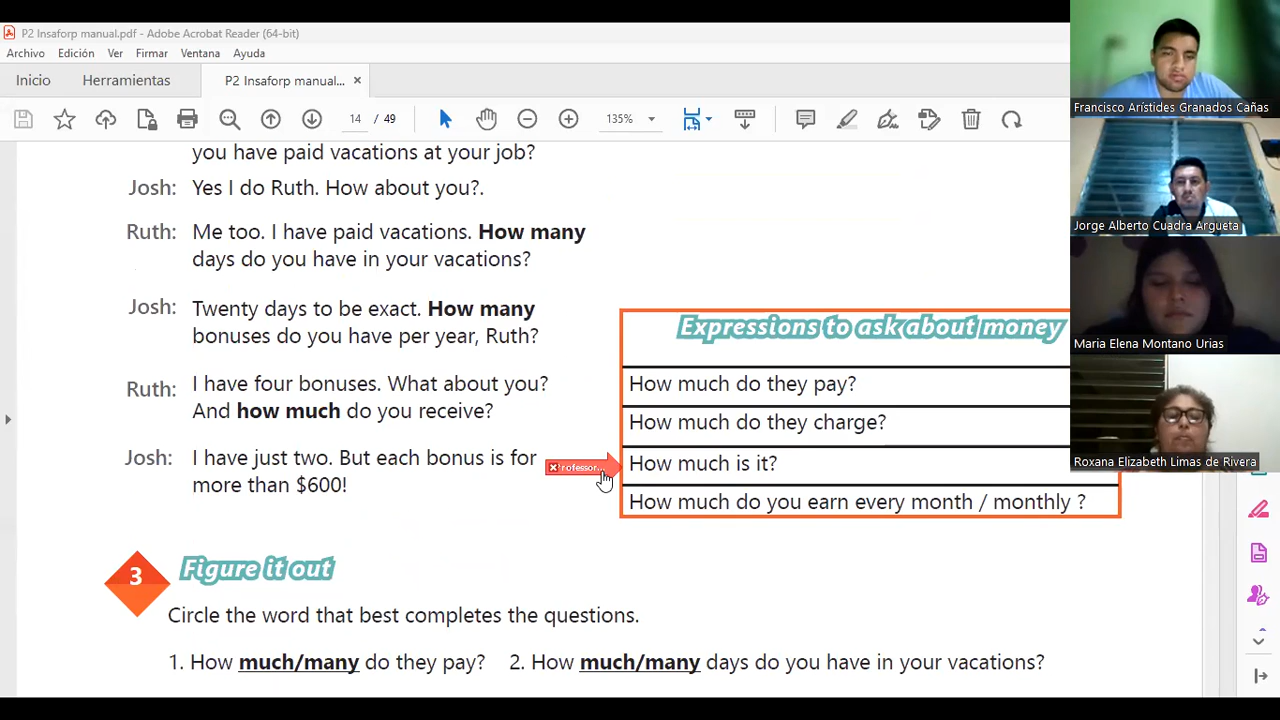 P2 Insaforp manual.pdf - Adobe Acrobat Reader (64-bit)
Archivo Edición Ver Firmar Ventana Ayuda
Inicio Herramientas P2 Insaforp manual... ×
14 / 49 135%
you have paid vacations at your job?
Josh: Yes I do Ruth. How about you?.
Ruth: Me too. I have paid vacations. How many
days do you have in your vacations?
Josh: Twenty days to be exact. How many
bonuses do you have per year, Ruth?
Ruth: I have four bonuses. What about you?
And how much do you receive?
Josh: I have just two. But each bonus is for
more than $600!
Expressions to ask about money
How much do they pay?
How much do they charge?
How much is it?
How much do you earn every month / monthly ?
rofessor...
3 Figure it out
Circle the word that best completes the questions.
1. How much/many do they pay? 2. How much/many days do you have in your vacations?
Francisco Arístides Granados Cañas
Jorge Alberto Cuadra Argueta
Maria Elena Montano Urias
Roxana Elizabeth Limas de Rivera